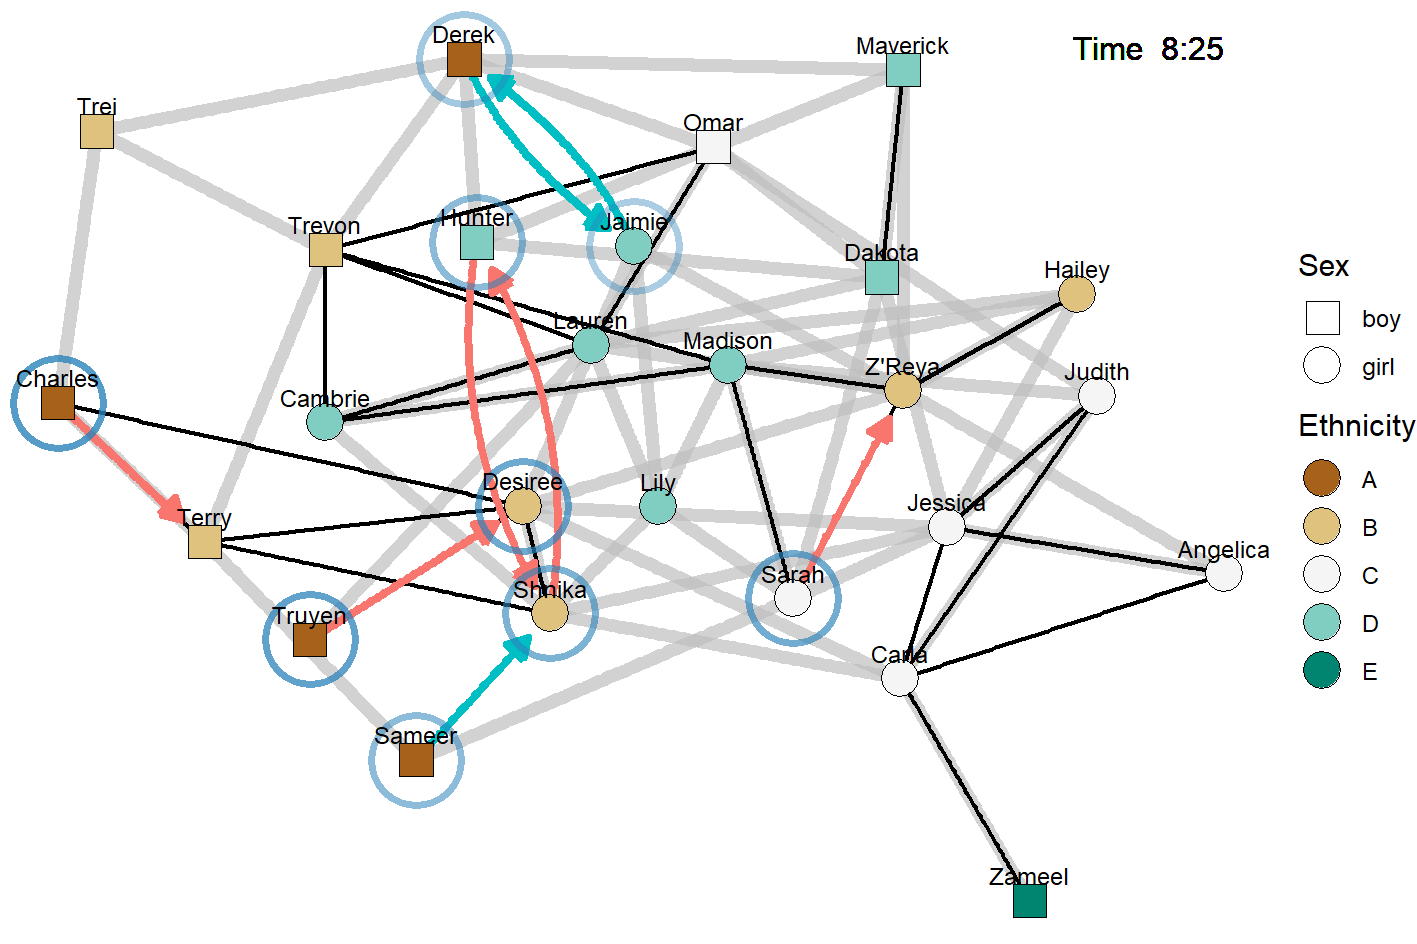 Derek
Maverick
Time 8:25
Trei
Omar
Trevon
Hunter
Jaimie
Dakota
Hailey
Sex
boy
girl
Lauren
Madison
Z'Reya
Judith
Charles
Cambrie
Ethnicity
A
B
C
D
E
Desiree
Lily
Jessica
Terry
Angelica
Shnika
Sarah
Truyen
Carla
Sameer
Zameel